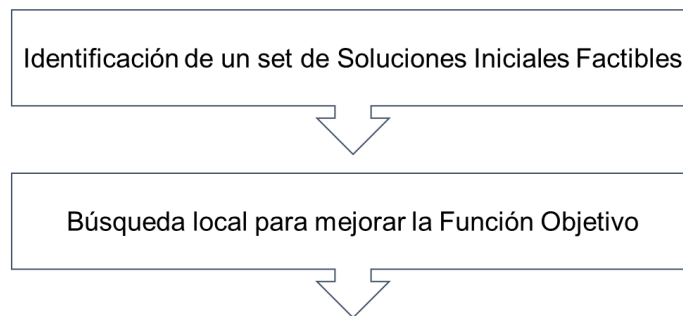 Identificación de un set de Soluciones Iniciales Factibles
Búsqueda local para mejorar la Función Objetivo